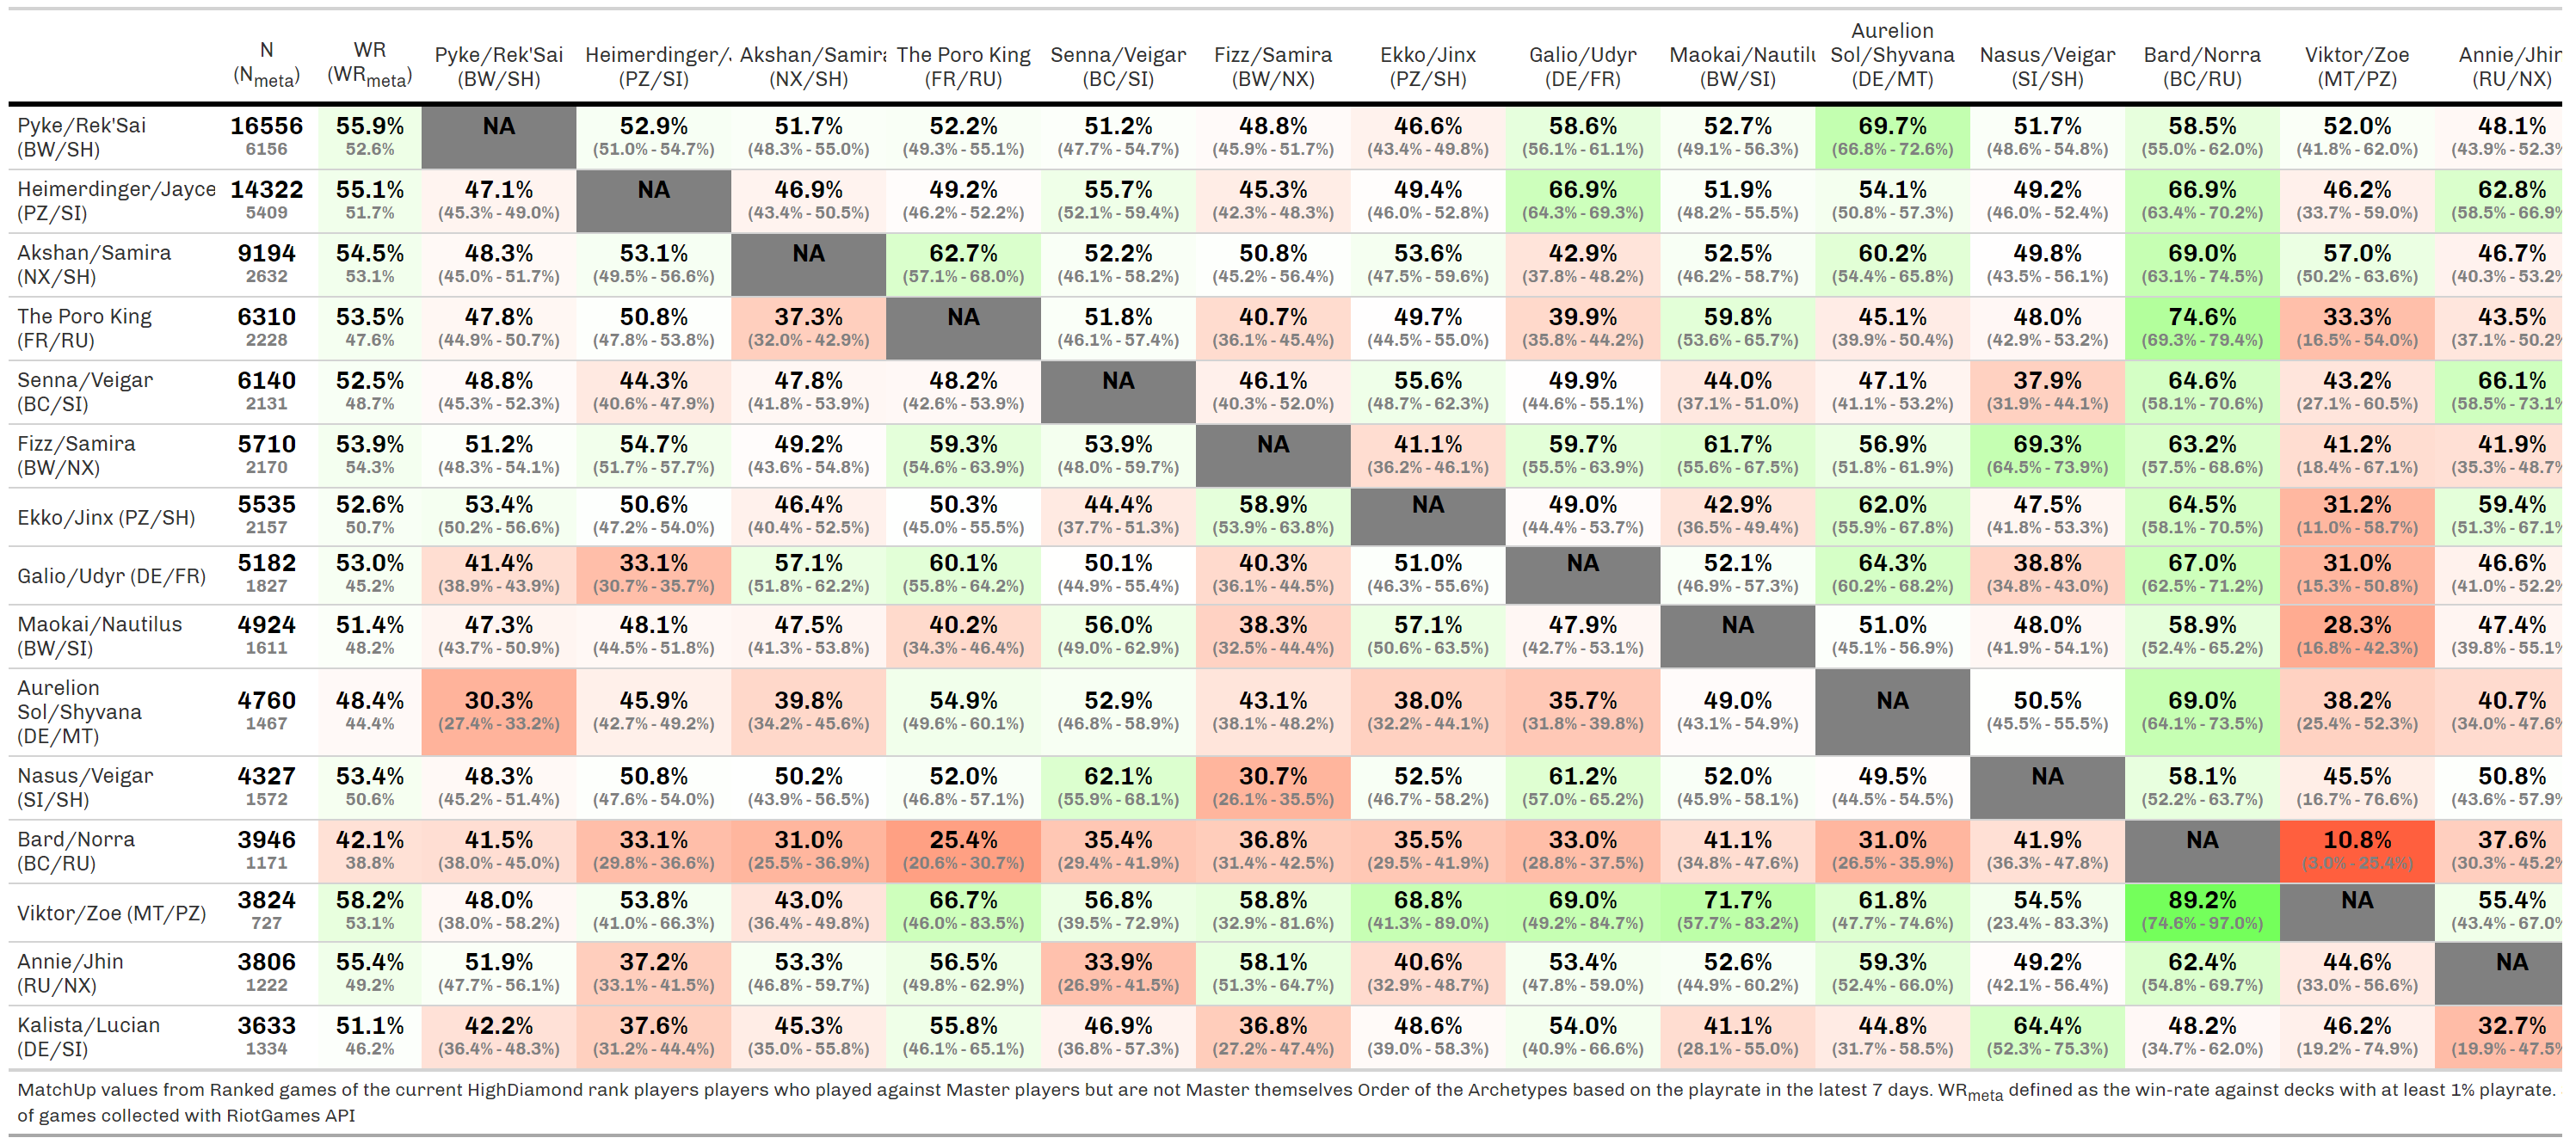 N (Nmeta) WR (WRmeta) Pyke/Rek'Sai (BW/SH) Heimerdinger/J (PZ/SI) Akshan/Samira (NX/SH) The Poro King (FR/RU) Senna/Veigar (BC/SI) Fizz/Samira (BW/NX) Ekko/Jinx (PZ/SH) Galio/Udyr (DE/FR) Maokai/Nautilu (BW/SI) Aurelion Sol/Shyvana (DE/MT) Nasus/Veigar (SI/SH) Bard/Norra (BC/RU) Viktor/Zoe (MT/PZ) Annie/Jhin (RU/NX)
Pyke/Rek'Sai 16556 55.9% NA 52.9% 51.7% 52.2% 51.2% 48.8% 46.6% 58.6% 52.7% 69.7% 51.7% 58.5% 52.0% 48.1%
(BW/SH) 6156 52.6% (51.0% - 54.7%) (48.3% - 55.0%) (49.3% - 55.1%) (47.7% - 54.7%) (45.9% - 51.7%) (43.4% - 49.8%) (56.1% - 61.1%) (49.1% - 56.3%) (66.8% - 72.6%) (48.6% - 54.8%) (55.0% - 62.0%) (41.8% - 62.0%) (43.9% - 52.3%
Heimerdinger/Jayce 14322 55.1% 47.1% NA 46.9% 49.2% 55.7% 45.3% 49.4% 66.9% 51.9% 54.1% 49.2% 66.9% 46.2% 62.8%
(PZ/SI) 5409 51.7% (45.3% - 49.0%) (43.4% - 50.5%) (46.2% - 52.2%) (52.1% - 59.4%) (42.3% - 48.3%) (46.0% - 52.8%) (64.3% - 69.3%) (48.2% - 55.5%) (50.8% - 57.3%) (46.0% - 52.4%) (63.4% - 70.2%) (33.7% - 59.0%) (58.5% - 66.9%
Akshan/Samira 9194 54.5% 48.3% 53.1% NA 62.7% 52.2% 50.8% 53.6% 42.9% 52.5% 60.2% 49.8% 69.0% 57.0% 46.7%
(NX/SH) 2632 53.1% (45.0% - 51.7%) (49.5% - 56.6%) (57.1% - 68.0%) (46.1% - 58.2%) (45.2% - 56.4%) (47.5% - 59.6%) (37.8% - 48.2%) (46.2% - 58.7%) (54.4% - 65.8%) (43.5% - 56.1%) (63.1% - 74.5%) (50.2% - 63.6%) (40.3% - 53.2%
The Poro King 6310 53.5% 47.8% 50.8% 37.3% NA 51.8% 40.7% 49.7% 39.9% 59.8% 45.1% 48.0% 74.6% 33.3% 43.5%
(FR/RU) 2228 47.6% (44.9% - 50.7%) (47.8% - 53.8%) (32.0% - 42.9%) (46.1% - 57.4%) (36.1% - 45.4%) (44.5% - 55.0%) (35.8% - 44.2%) (53.6% - 65.7%) (39.9% - 50.4%) (42.9% - 53.2%) (69.3% - 79.4%) (16.5% - 54.0%) (37.1% - 50.2%
Senna/Veigar 6140 52.5% 48.8% 44.3% 47.8% 48.2% NA 46.1% 55.6% 49.9% 44.0% 47.1% 37.9% 64.6% 43.2% 66.1%
(BC/SI) 2131 48.7% (45.3% - 52.3%) (40.6% - 47.9%) (41.8% - 53.9%) (42.6% - 53.9%) (40.3% - 52.0%) (48.7% - 62.3%) (44.6% - 55.1%) (37.1% - 51.0%) (41.1% - 53.2%) (31.9% - 44.1%) (58.1% - 70.6%) (27.1% - 60.5%) (58.5% - 73.1%
Fizz/Samira 5710 53.9% 51.2% 54.7% 49.2% 59.3% 53.9% NA 41.1% 59.7% 61.7% 56.9% 69.3% 63.2% 41.2% 41.9%
(BW/NX) 2170 54.3% (48.3% - 54.1%) (51.7% - 57.7%) (43.6% - 54.8%) (54.6% - 63.9%) (48.0% - 59.7%) (36.2% - 46.1%) (55.5% - 63.9%) (55.6% - 67.5%) (51.8% - 61.9%) (64.5% - 73.9%) (57.5% - 68.6%) (18.4% - 67.1%) (35.3% - 48.7%
Ekko/Jinx (PZ/SH) 5535 52.6% 53.4% 50.6% 46.4% 50.3% 44.4% 58.9% NA 49.0% 42.9% 62.0% 47.5% 64.5% 31.2% 59.4%
2157 50.7% (50.2% - 56.6%) (47.2% - 54.0%) (40.4% - 52.5%) (45.0% - 55.5%) (37.7% - 51.3%) (53.9% - 63.8%) (44.4% - 53.7%) (36.5% - 49.4%) (55.9% - 67.8%) (41.8% - 53.3%) (58.1% - 70.5%) (11.0% - 58.7%) (51.3% - 67.1%
Galio/Udyr (DE/FR) 5182 53.0% 41.4% 33.1% 57.1% 60.1% 50.1% 40.3% 51.0% NA 52.1% 64.3% 38.8% 67.0% 31.0% 46.6%
1827 45.2% (38.9% - 43.9%) (30.7% - 35.7%) (51.8% - 62.2%) (55.8% - 64.2%) (44.9% - 55.4%) (36.1% - 44.5%) (46.3% - 55.6%) (46.9% - 57.3%) (60.2% - 68.2%) (34.8% - 43.0%) (62.5% - 71.2%) (15.3% - 50.8%) (41.0% - 52.2%
Maokai/Nautilus 4924 51.4% 47.3% 48.1% 47.5% 40.2% 56.0% 38.3% 57.1% 47.9% NA 51.0% 48.0% 58.9% 28.3% 47.4%
(BW/SI) 1611 48.2% (43.7% - 50.9%) (44.5% - 51.8%) (41.3% - 53.8%) (34.3% - 46.4%) (49.0% - 62.9%) (32.5% - 44.4%) (50.6% - 63.5%) (42.7% - 53.1%) (45.1% - 56.9%) (41.9% - 54.1%) (52.4% - 65.2%) (16.8% - 42.3%) (39.8% - 55.1%
Aurelion
Sol/Shyvana 4760 48.4% 30.3% 45.9% 39.8% 54.9% 52.9% 43.1% 38.0% 35.7% 49.0% NA 50.5% 69.0% 38.2% 40.7%
(DE/MT) 1467 44.4% (27.4% - 33.2%) (42.7% - 49.2%) (34.2% - 45.6%) (49.6% - 60.1%) (46.8% - 58.9%) (38.1% - 48.2%) (32.2% - 44.1%) (31.8% - 39.8%) (43.1% - 54.9%) (45.5% - 55.5%) (64.1% - 73.5%) (25.4% - 52.3%) (34.0% - 47.6%
Nasus/Veigar 4327 53.4% 48.3% 50.8% 50.2% 52.0% 62.1% 30.7% 52.5% 61.2% 52.0% 49.5% NA 58.1% 45.5% 50.8%
(SI/SH) 1572 50.6% (45.2% - 51.4%) (47.6% - 54.0%) (43.9% - 56.5%) (46.8% - 57.1%) (55.9% - 68.1%) (26.1% - 35.5%) (46.7% - 58.2%) (57.0% - 65.2%) (45.9% - 58.1%) (44.5% - 54.5%) (52.2% - 63.7%) (16.7% - 76.6%) (43.6% - 57.9%
Bard/Norra 3946 42.1% 41.5% 33.1% 31.0% 25.4% 35.4% 36.8% 35.5% 33.0% 41.1% 31.0% 41.9% NA 10.8% 37.6%
(BC/RU) 1171 38.8% (38.0% - 45.0%) (29.8% - 36.6%) (25.5% - 36.9%) (20.6% - 30.7%) (29.4% - 41.9%) (31.4% - 42.5%) (29.5% - 41.9%) (28.8% - 37.5%) (34.8% - 47.6%) (26.5% - 35.9%) (36.3% - 47.8%) (3.0% - 25.4%) (30.3% - 45.2%
Viktor/Zoe (MT/PZ) 3824 58.2% 48.0% 53.8% 43.0% 66.7% 56.8% 58.8% 68.8% 69.0% 71.7% 61.8% 54.5% 89.2% NA 55.4%
727 53.1% (38.0% - 58.2%) (41.0% - 66.3%) (36.4% - 49.8%) (46.0% - 83.5%) (39.5% - 72.9%) (32.9% - 81.6%) (41.3% - 89.0%) (49.2% - 84.7%) (57.7% - 83.2%) (47.7% - 74.6%) (23.4% - 83.3%) (74.6% - 97.0%) (43.4% - 67.0%
Annie/Jhin 3806 55.4% 51.9% 37.2% 53.3% 56.5% 33.9% 58.1% 40.6% 53.4% 52.6% 59.3% 49.2% 62.4% 44.6% NA
(RU/NX) 1222 49.2% (47.7% - 56.1%) (33.1% - 41.5%) (46.8% - 59.7%) (49.8% - 62.9%) (26.9% - 41.5%) (51.3% - 64.7%) (32.9% - 48.7%) (47.8% - 59.0%) (44.9% - 60.2%) (52.4% - 66.0%) (42.1% - 56.4%) (54.8% - 69.7%) (33.0% - 56.6%)
Kalista/Lucian 3633 51.1% 42.2% 37.6% 45.3% 55.8% 46.9% 36.8% 48.6% 54.0% 41.1% 44.8% 64.4% 48.2% 46.2% 32.7%
(DE/SI) 1334 46.2% (36.4% - 48.3%) (31.2% - 44.4%) (35.0% - 55.8%) (46.1% - 65.1%) (36.8% - 57.3%) (27.2% - 47.4%) (39.0% - 58.3%) (40.9% - 66.6%) (28.1% - 55.0%) (31.7% - 58.5%) (52.3% - 75.3%) (34.7% - 62.0%) (19.2% - 74.9%) (19.9% - 47.5%
MatchUp values from Ranked games of the current HighDiamond rank players players who played against Master players but are not Master themselves Order of the Archetypes based on the playrate in the latest 7 days. WRmeta defined as the win-rate against decks with at least 1% playrate.
of games collected with RiotGames API